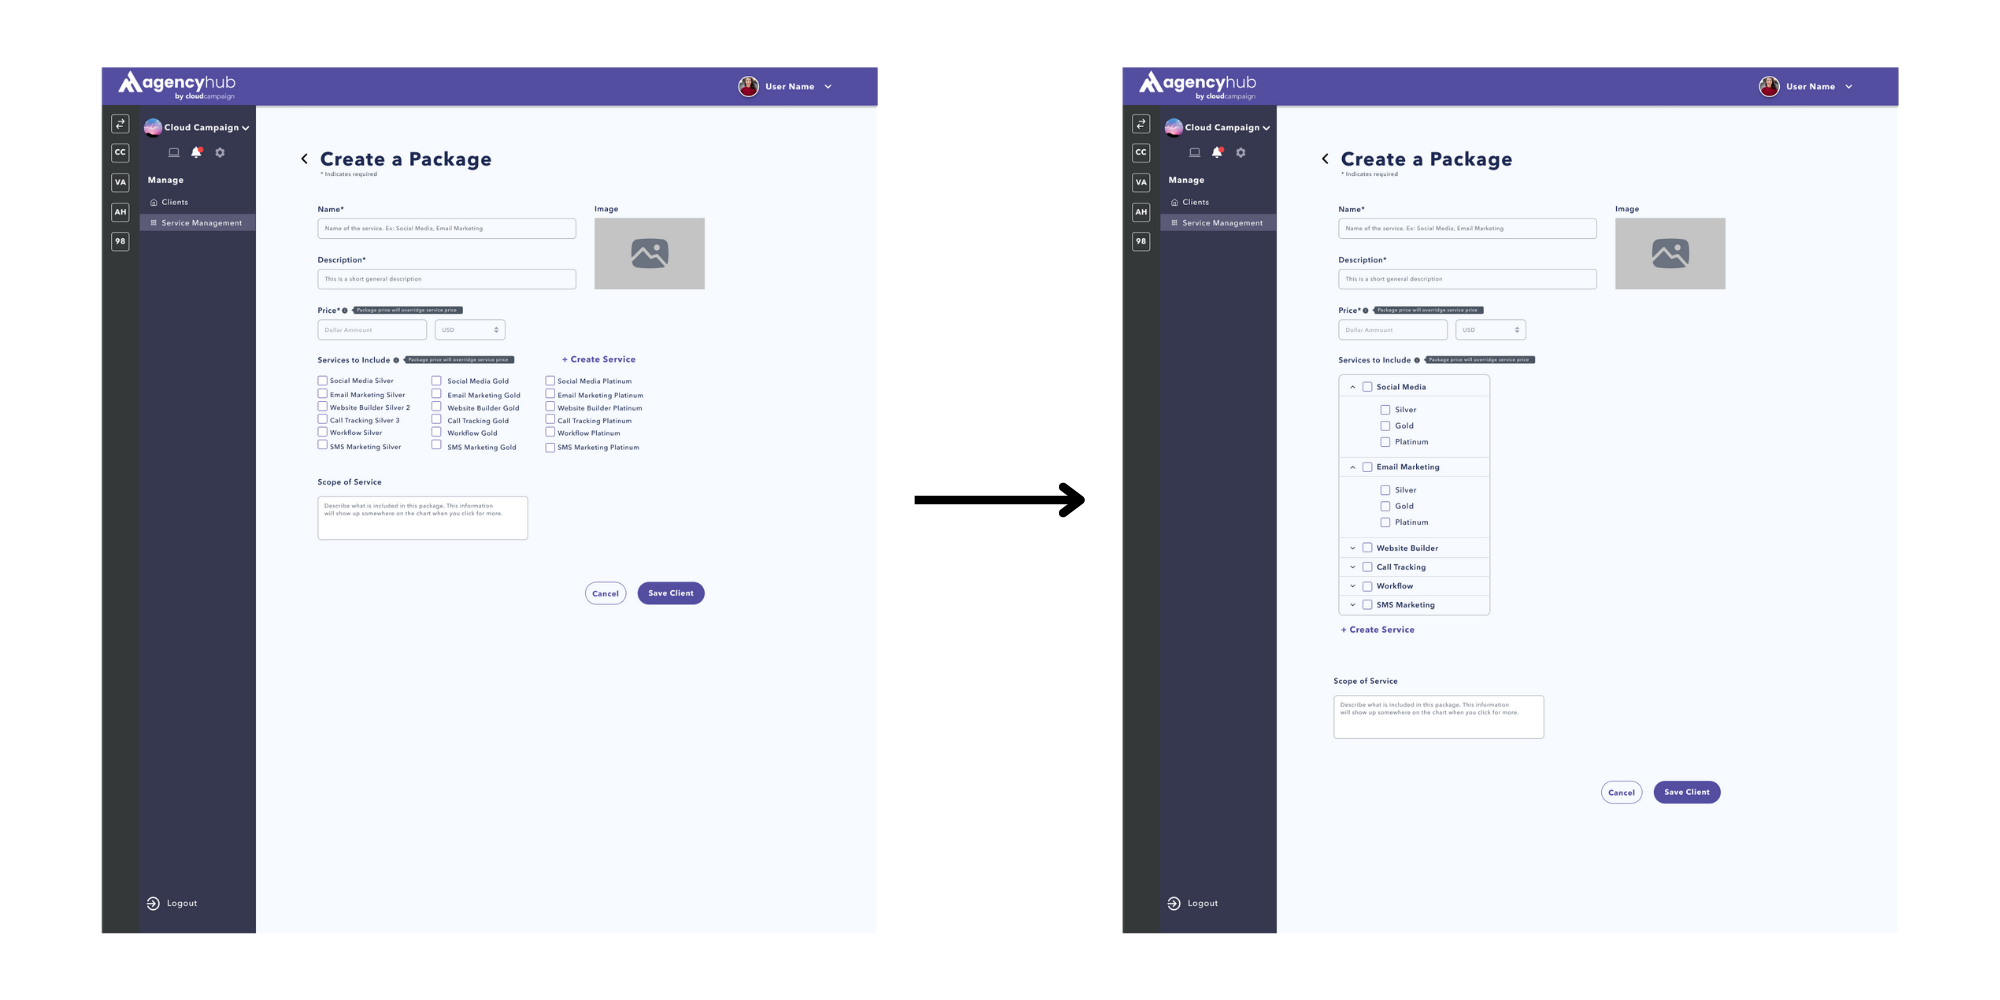 agencyhub
by cloudcampaign
User Name
Cloud Campaign
CC
VA
AH
98
Manage
Clients
Service Management
Logout
Create a Package
* Indicates required
Name*
Name of the service. Ex: Social Media, Email Marketing
Image
Description*
This is a short general description
Price*
Package price will overridge service price
Dollar Ammount
USD
Services to Include
Package price will overridge service price
+ Create Service
Social Media Silver
Social Media Gold
Social Media Platinum
Email Marketing Silver
Email Marketing Gold
Email Marketing Platinum
Website Builder Silver 2
Website Builder Gold
Website Builder Platinum
Call Tracking Silver 3
Call Tracking Gold
Call Tracking Platinum
Workflow Silver
Workflow Gold
Workflow Platinum
SMS Marketing Silver
SMS Marketing Gold
SMS Marketing Platinum
Scope of Service
Describe what is included in this package. This information
will show up somewhere on the chart when you click for more.
Cancel
Save Client
agencyhub
by cloudcampaign
User Name
Cloud Campaign
CC
VA
AH
98
Manage
Clients
Service Management
Logout
Create a Package
* Indicates required
Name*
Name of the service. Ex: Social Media, Email Marketing
Image
Description*
This is a short general description
Price*
Package price will overridge service price
Dollar Ammount
USD
Services to Include
Package price will overridge service price
Social Media
Silver
Gold
Platinum
Email Marketing
Silver
Gold
Platinum
Website Builder
Call Tracking
Workflow
SMS Marketing
+ Create Service
Scope of Service
Describe what is included in this package. This information
will show up somewhere on the chart when you click for more.
Cancel
Save Client